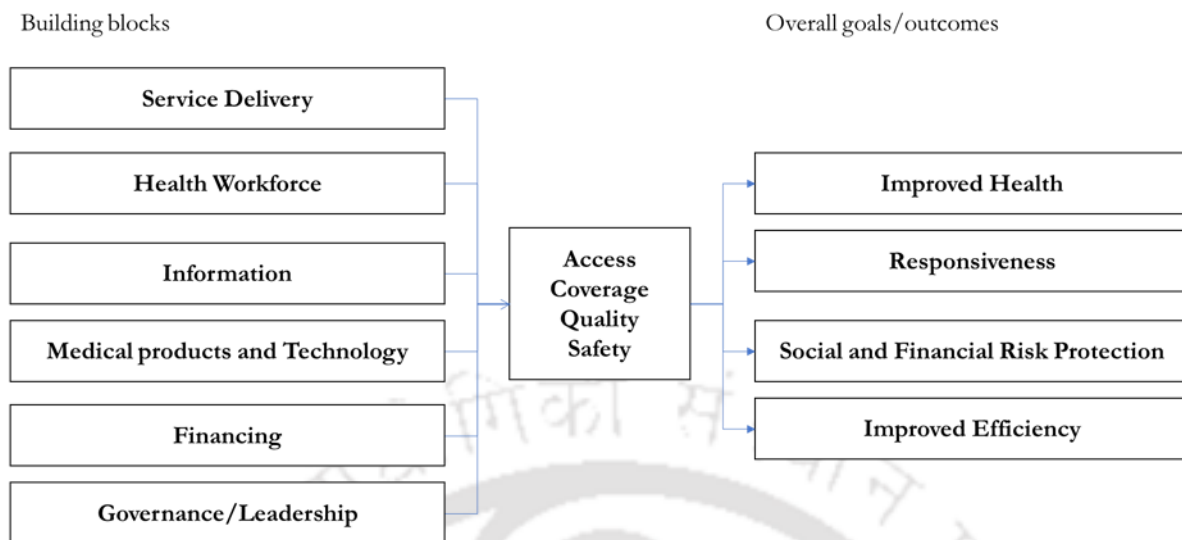 Building blocks
Overall goals/outcomes
Service Delivery
Health Workforce
Information
Medical products and Technology
Financing
Governance/Leadership
Access
Coverage
Quality
Safety
Improved Health
Responsiveness
Social and Financial Risk Protection
Improved Efficiency